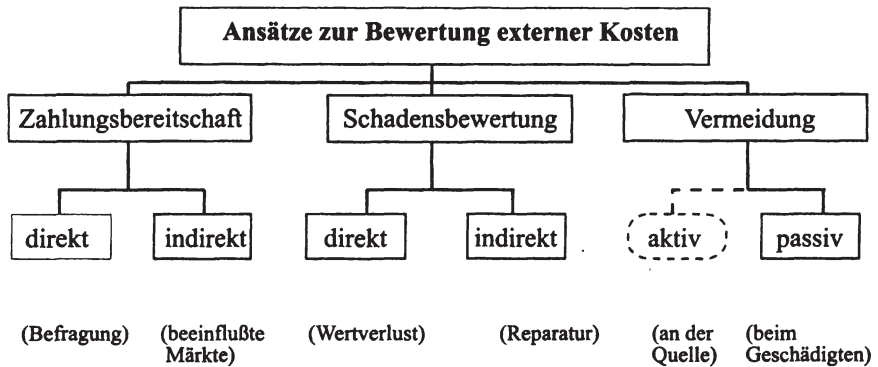 Ansätze zur Bewertung externer Kosten
Zahlungsbereitschaft
Schadensbewertung
Vermeidung
direkt
indirekt
direkt
indirekt
aktiv
passiv
(Befragung)
(beeinflußte
Märkte)
(Wertverlust)
(Reparatur)
(an der
Quelle)
(beim
Geschädigten)